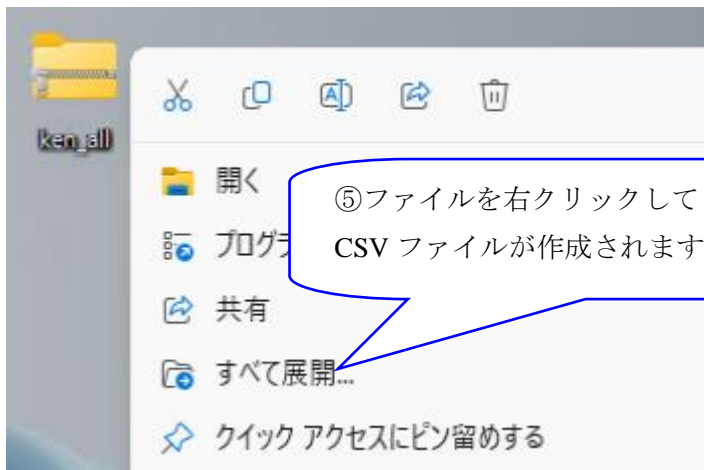 ken_all
開く
⑤ファイルを右クリックして
CSV ファイルが作成されます
プログラ
共有
すべて展開...
クイック アクセスにピン留めする